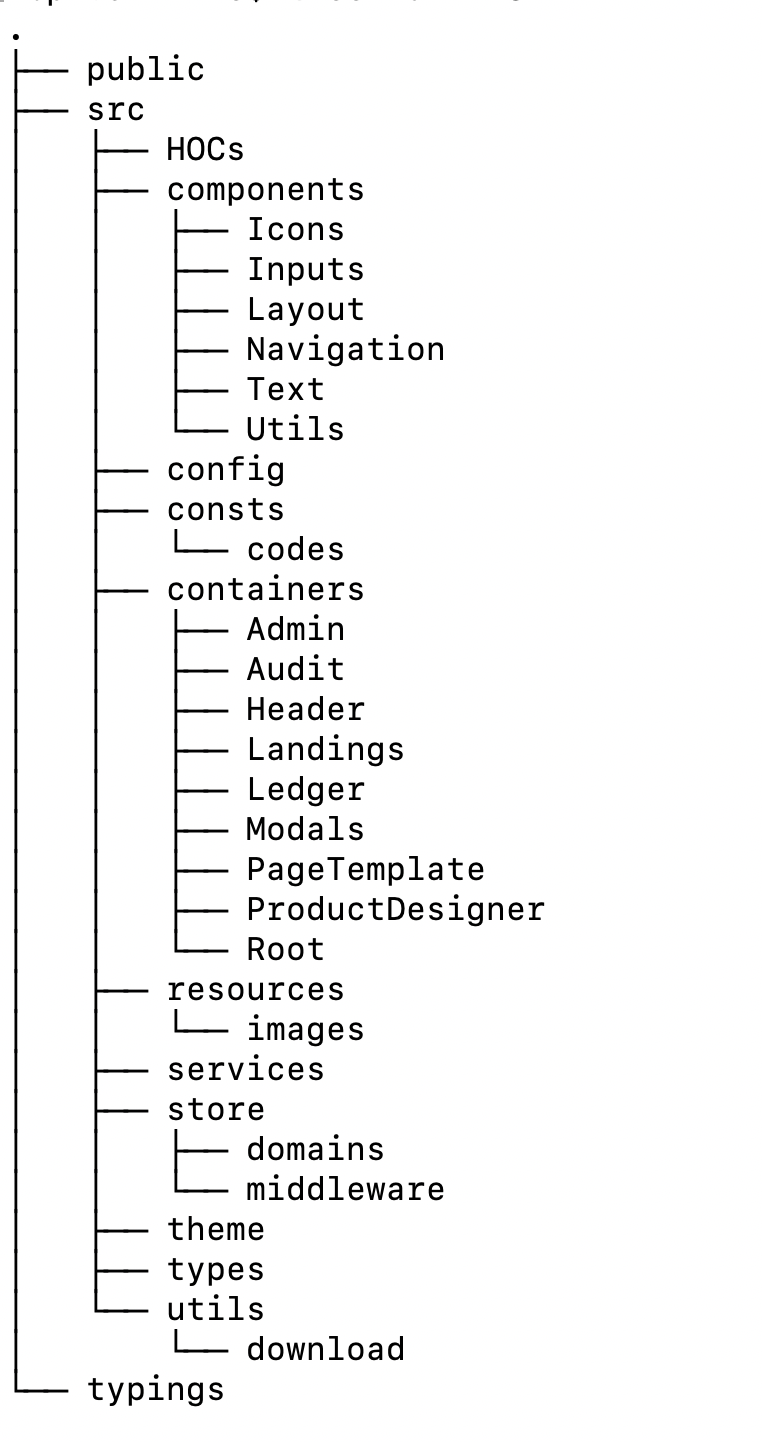 .
├── public
├── src
│   ├── HOCs
│   ├── components
│   │   ├── Icons
│   │   ├── Inputs
│   │   ├── Layout
│   │   ├── Navigation
│   │   ├── Text
│   │   └── Utils
│   ├── config
│   ├── consts
│   │   └── codes
│   ├── containers
│   │   ├── Admin
│   │   ├── Audit
│   │   ├── Header
│   │   ├── Landings
│   │   ├── Ledger
│   │   ├── Modals
│   │   ├── PageTemplate
│   │   ├── ProductDesigner
│   │   └── Root
│   ├── resources
│   │   └── images
│   ├── services
│   ├── store
│   │   ├── domains
│   │   └── middleware
│   ├── theme
│   ├── types
│   └── utils
│       └── download
└── typings